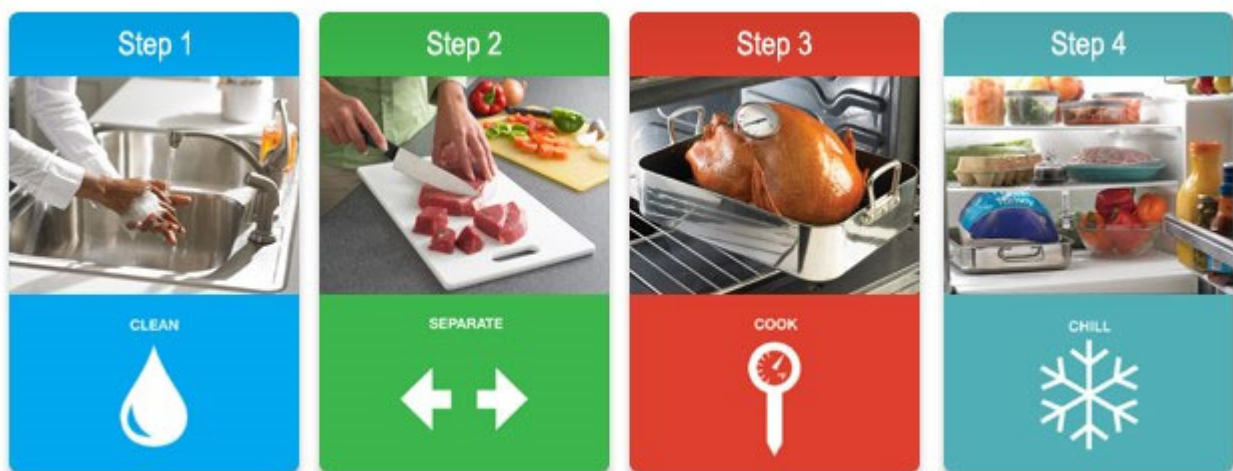 Step 1
Step 2
Step 3
Step 4
CLEAN
SEPARATE
COOK
CHILL